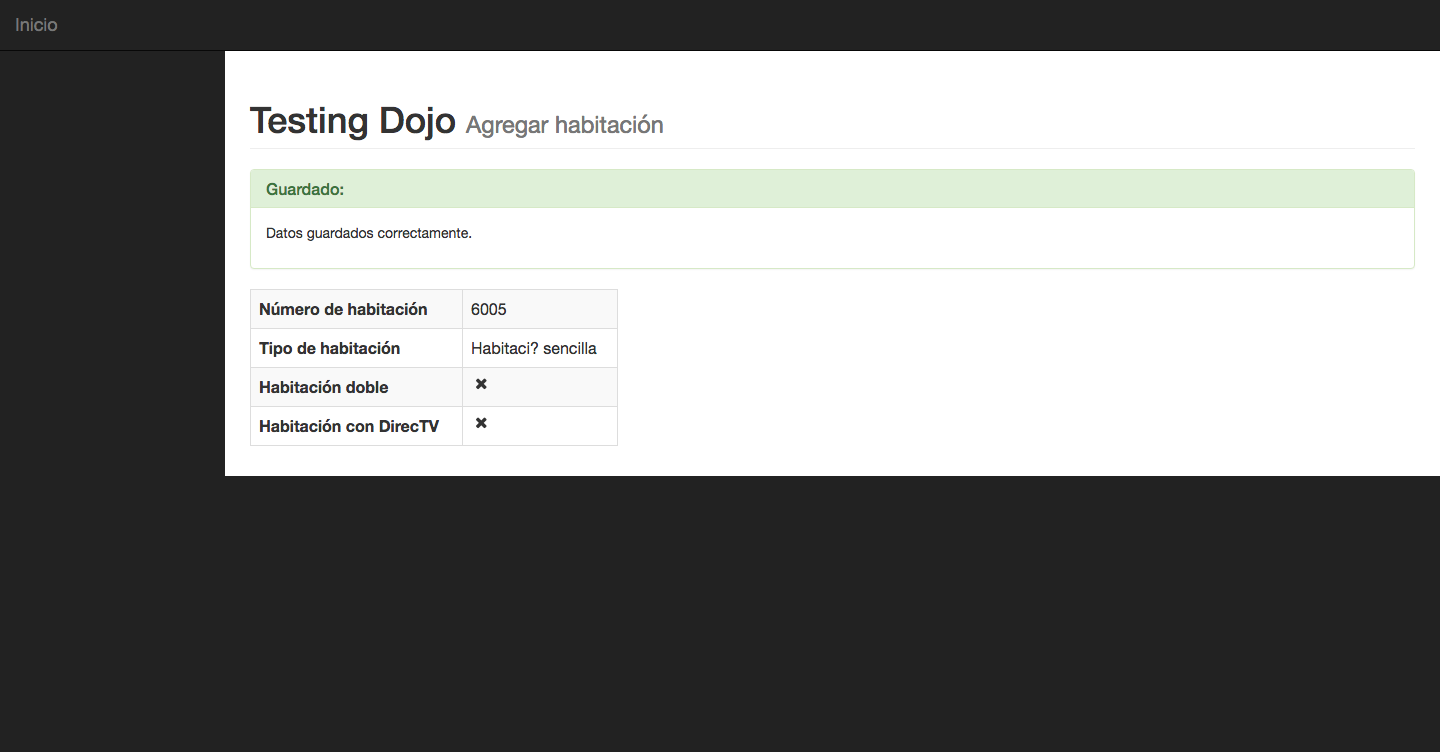 Inicio
Testing Dojo Agregar habitación
Guardado:
Datos guardados correctamente.
Número de habitación 6005
Tipo de habitación Habitaci? sencilla
Habitación doble ✖
Habitación con DirecTV ✖